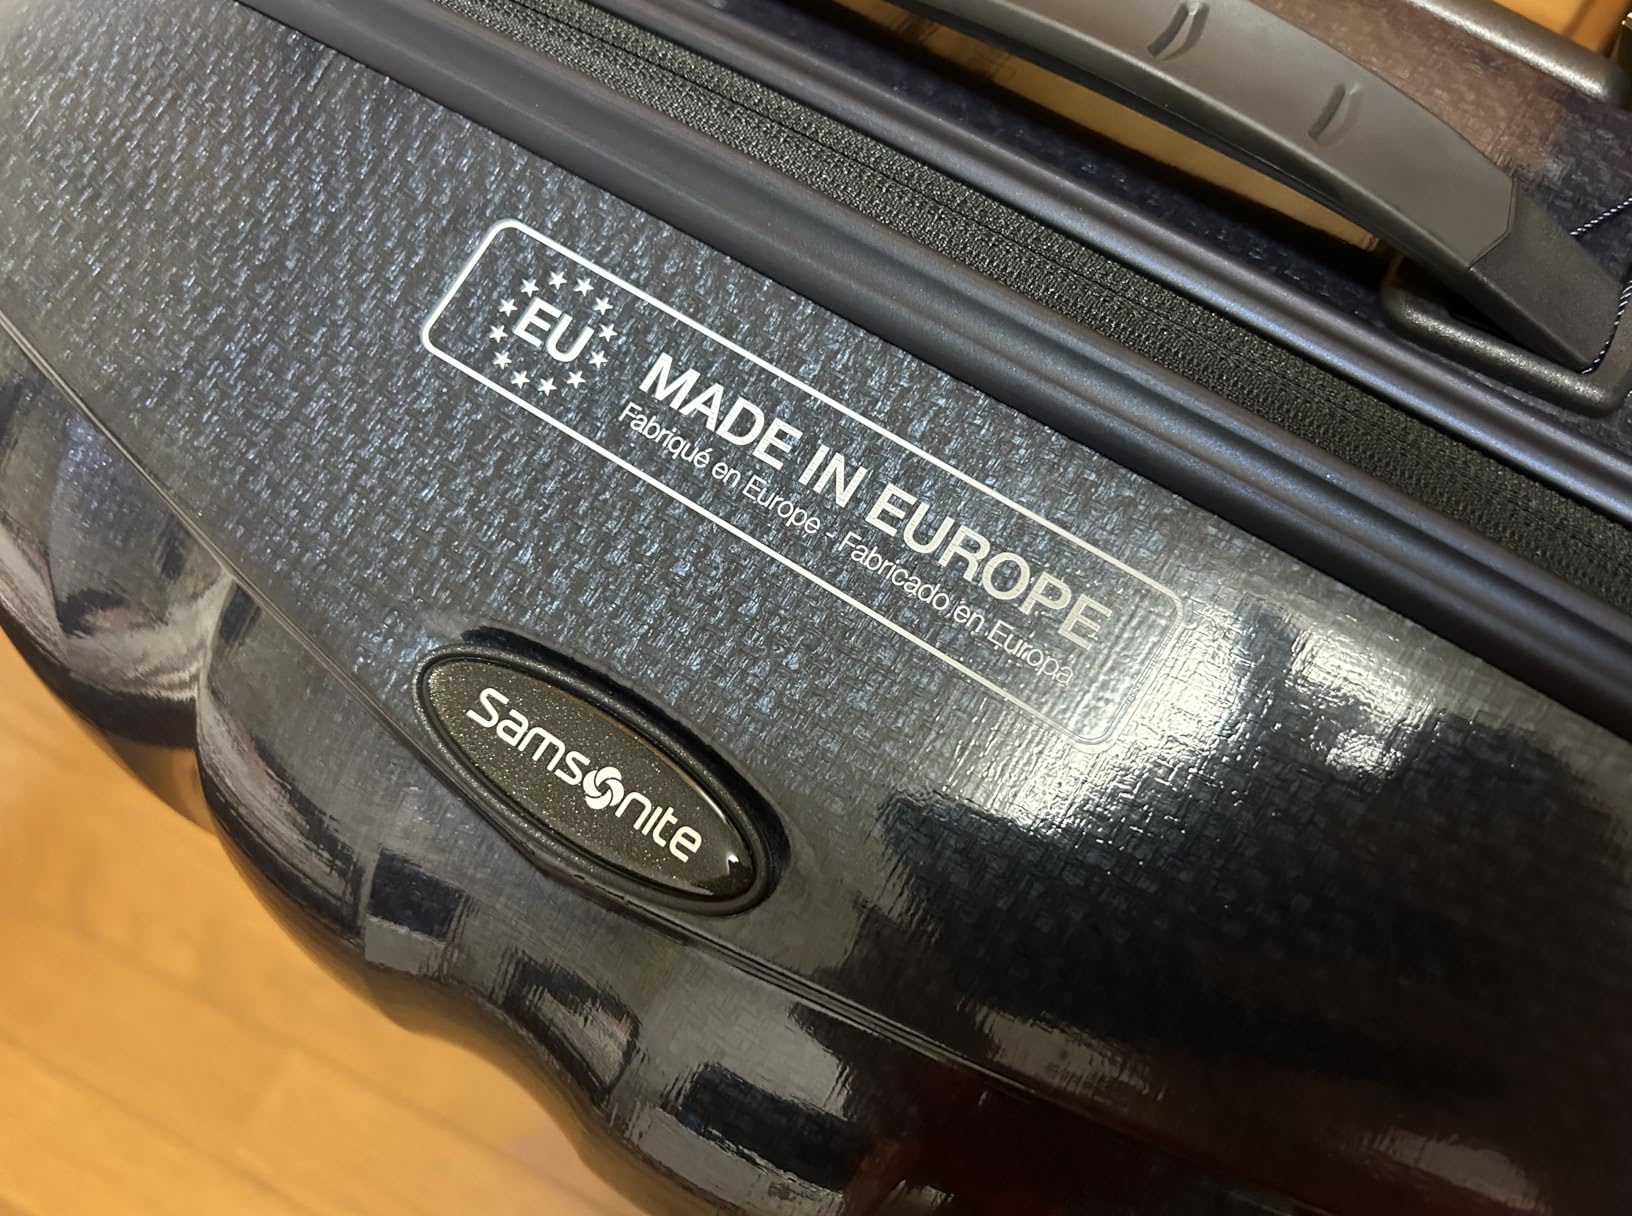 EU
MADE IN EUROPE
Fabriqué en Europe - Fabricado en Europa
Samsonite